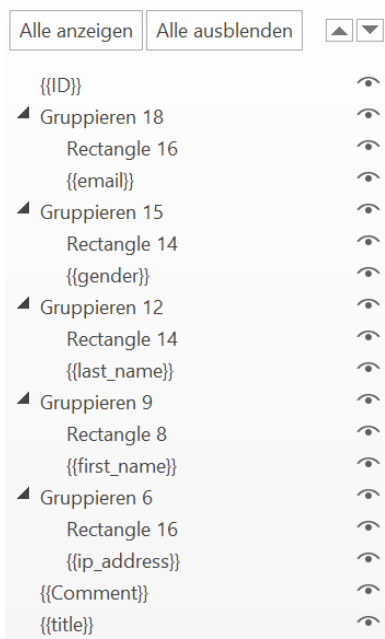 Alle anzeigen Alle ausblenden
{{ID}}
Gruppieren 18
Rectangle 16
{{email}}
Gruppieren 15
Rectangle 14
{{gender}}
Gruppieren 12
Rectangle 14
{{last_name}}
Gruppieren 9
Rectangle 8
{{first_name}}
Gruppieren 6
Rectangle 16
{{ip_address}}
{{Comment}}
{{title}}